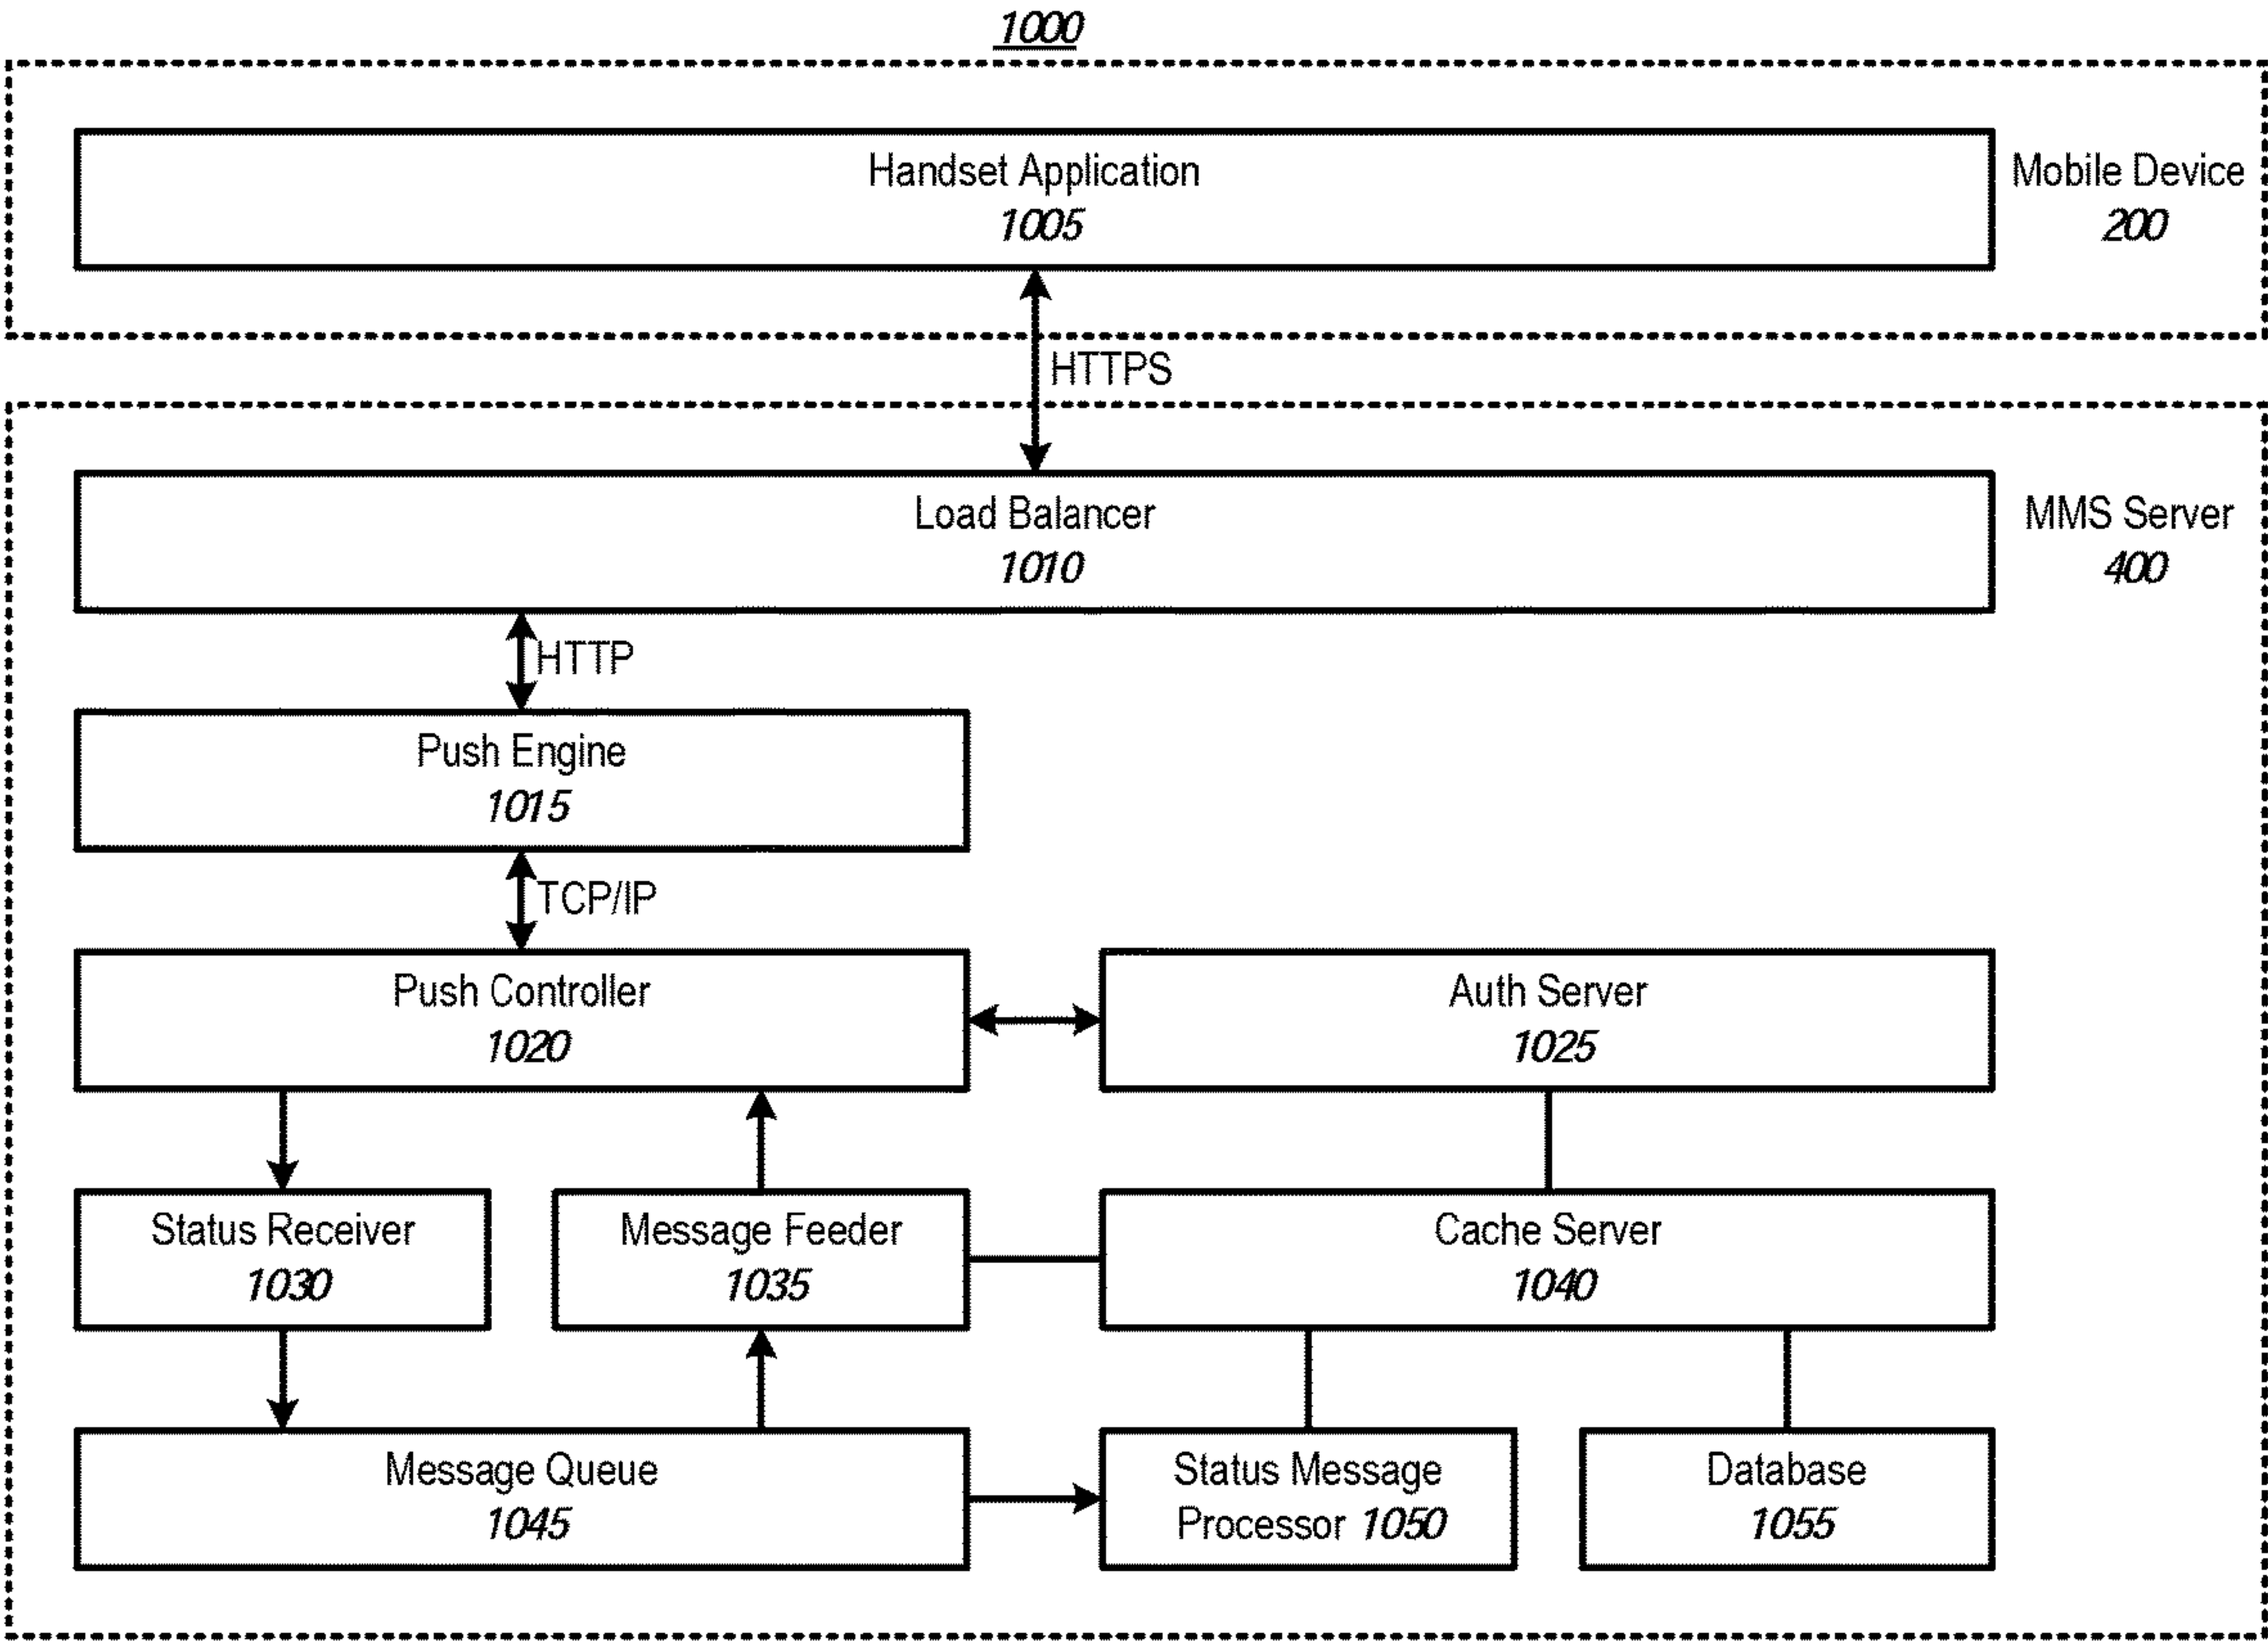 1000
Handset Application
1005
Mobile Device
200
HTTPS
Load Balancer
1010
MMS Server
400
HTTP
Push Engine
1015
TCP/IP
Push Controller
1020
Auth Server
1025
Status Receiver
1030
Message Feeder
1035
Cache Server
1040
Message Queue
1045
Status Message
Processor 1050
Database
1055